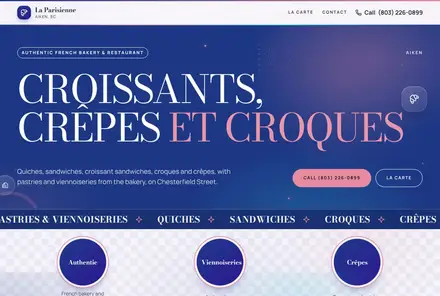 La Parisienne
AIKEN, SC
LA CARTE
CONTACT
Call (803) 226-0899
AUTHENTIC FRENCH BAKERY & RESTAURANT
AIKEN
CROISSANTS,
CRÊPES ET CROQUES
Quiches, sandwiches, croissant sandwiches, croques and crêpes, with
pastries and viennoiseries from the bakery, on Chesterfield Street.
CALL (803) 226-0899
LA CARTE
ASTRIES & VIENNOISERIES
QUICHES
SANDWICHES
CROQUES
CRÊPES
Authentic
Viennoiseries
Crêpes
French bakery and